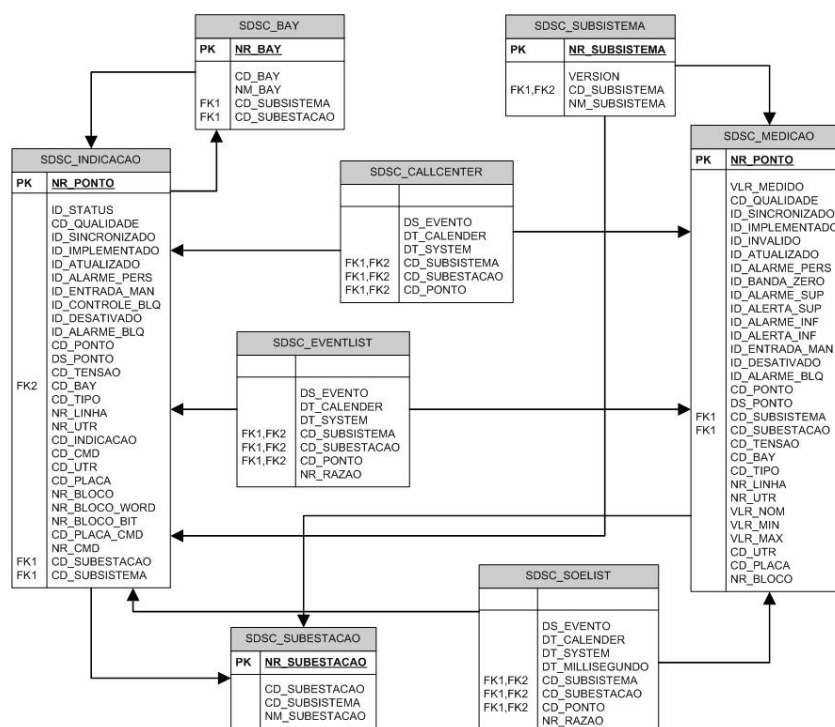 SDSC_BAY
PK NR_BAY
CD_BAY
NM_BAY
FK1 CD_SUBSISTEMA
FK1 CD_SUBESTACAO
SDSC_SUBSISTEMA
PK NR_SUBSISTEMA
VERSION
FK1,FK2 CD_SUBSISTEMA
NM_SUBSISTEMA
SDSC_INDICACAO
PK NR_PONTO
ID_STATUS
CD_QUALIDADE
ID_SINCRONIZADO
ID_IMPLEMENTADO
ID_ATUALIZADO
ID_ALARME_PERS
ID_ENTRADA_MAN
ID_CONTROLE_BLQ
ID_DESATIVADO
ID_ALARME_BLQ
CD_PONTO
DS_PONTO
CD_TENSAO
FK2 CD_BAY
CD_TIPO
NR_LINHA
NR_UTR
CD_INDICACAO
CD_CMD
CD_UTR
CD_PLACA
NR_BLOCO
NR_BLOCO_WORD
NR_BLOCO_BIT
CD_PLACA_CMD
NR_CMD
FK1 CD_SUBESTACAO
FK1 CD_SUBSISTEMA
SDSC_CALLCENTER
DS_EVENTO
DT_CALENDER
DT_SYSTEM
FK1,FK2 CD_SUBSISTEMA
FK1,FK2 CD_SUBESTACAO
FK1,FK2 CD_PONTO
SDSC_MEDICAO
PK NR_PONTO
VLR_MEDIDO
CD_QUALIDADE
ID_SINCRONIZADO
ID_IMPLEMENTADO
ID_INVALIDO
ID_ATUALIZADO
ID_ALARME_PERS
ID_BANDA_ZERO
ID_ALARME_SUP
ID_ALERTA_SUP
ID_ALARME_INF
ID_ALERTA_INF
ID_ENTRADA_MAN
ID_DESATIVADO
ID_ALARME_BLQ
CD_PONTO
DS_PONTO
FK1 CD_SUBSISTEMA
FK1 CD_SUBESTACAO
CD_TENSAO
CD_BAY
CD_TIPO
NR_LINHA
NR_UTR
VLR_NOM
VLR_MIN
VLR_MAX
CD_UTR
CD_PLACA
NR_BLOCO
SDSC_EVENTLIST
DS_EVENTO
DT_CALENDER
DT_SYSTEM
FK1,FK2 CD_SUBSISTEMA
FK1,FK2 CD_SUBESTACAO
FK1,FK2 CD_PONTO
NR_RAZAO
SDSC_SOELIST
DS_EVENTO
DT_CALENDER
DT_SYSTEM
DT_MILLISEGUNDO
FK1,FK2 CD_SUBSISTEMA
FK1,FK2 CD_SUBESTACAO
FK1,FK2 CD_PONTO
NR_RAZAO
SDSC_SUBESTACAO
PK NR_SUBESTACAO
CD_SUBESTACAO
CD_SUBSISTEMA
NM_SUBESTACAO